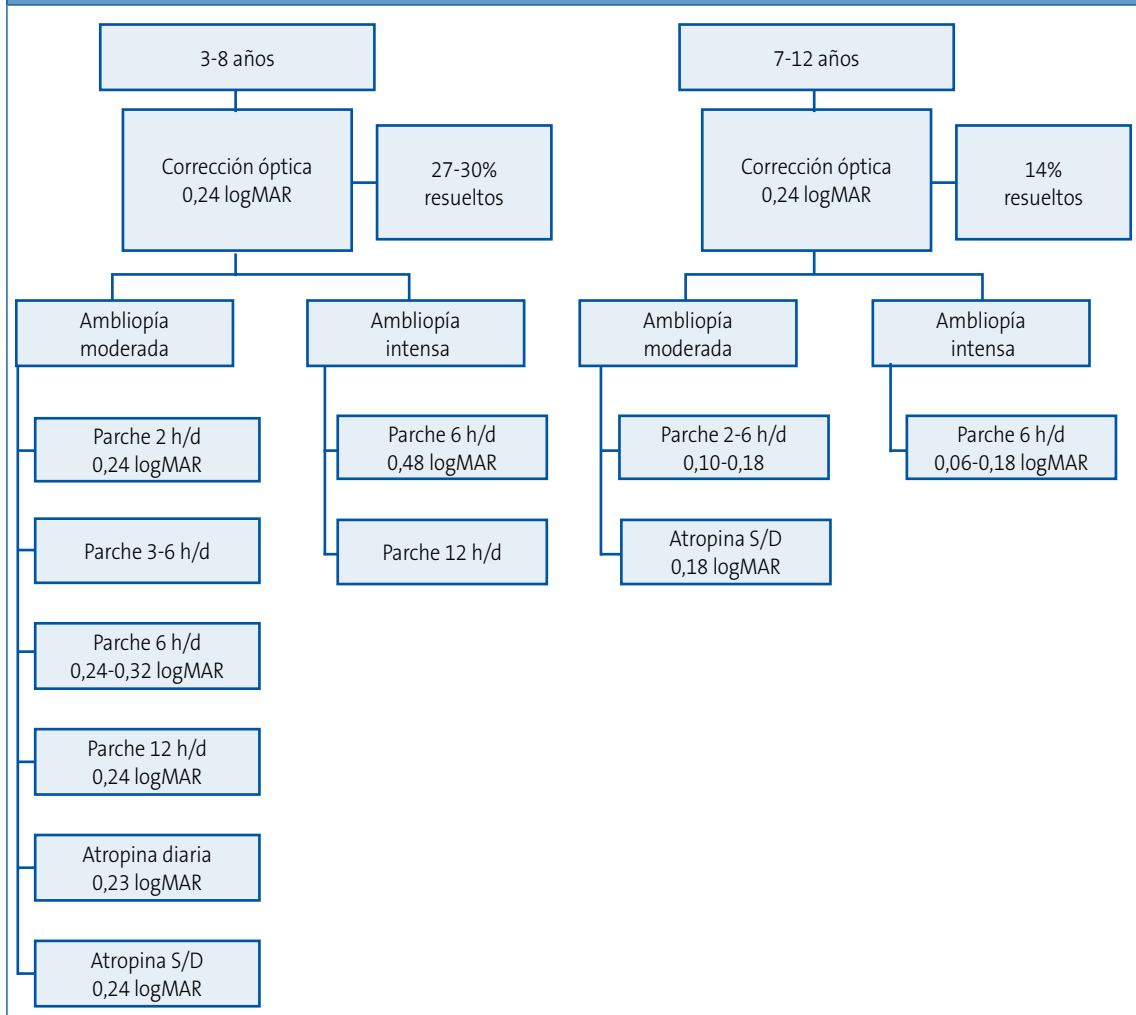 3-8 años
Corrección óptica
0,24 logMAR
27-30%
resueltos
Ambliopía
moderada
Ambliopía
intensa
Parche 2 h/d
0,24 logMAR
Parche 3-6 h/d
Parche 6 h/d
0,24-0,32 logMAR
Parche 12 h/d
0,24 logMAR
Atropina diaria
0,23 logMAR
Atropina S/D
0,24 logMAR
Parche 6 h/d
0,48 logMAR
Parche 12 h/d
7-12 años
Corrección óptica
0,24 logMAR
14%
resueltos
Ambliopía
moderada
Ambliopía
intensa
Parche 2-6 h/d
0,10-0,18
Atropina S/D
0,18 logMAR
Parche 6 h/d
0,06-0,18 logMAR